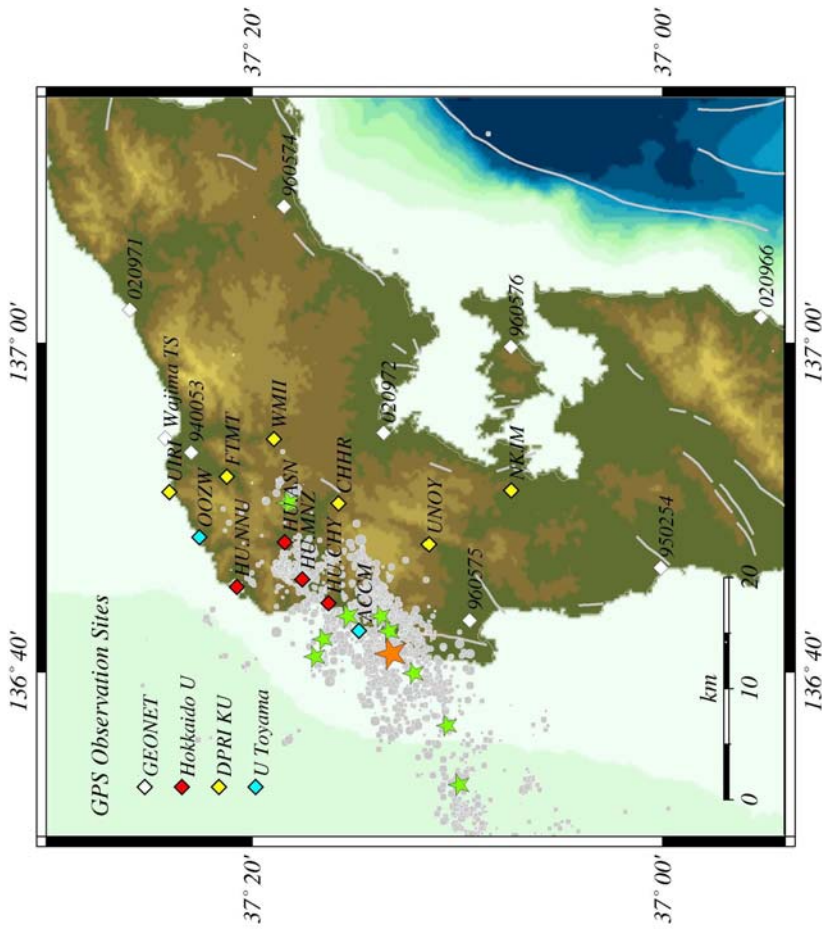 136° 40'
137° 00'
GPS Observation Sites
GEONET
Hokkaido U
DPRI KU
U Toyama
020971
Wajima TS
UIRI
940053
OOZW
FTMT
HU.NNU
37° 20'
37° 20'
WMII
960574
HU.ASN
HU.MNZ
CHHR
HU.CHY
ACCM
020972
UNOY
960575
NKJM
960576
950254
37° 00'
37° 00'
km
0
10
20
020966
136° 40'
137° 00'